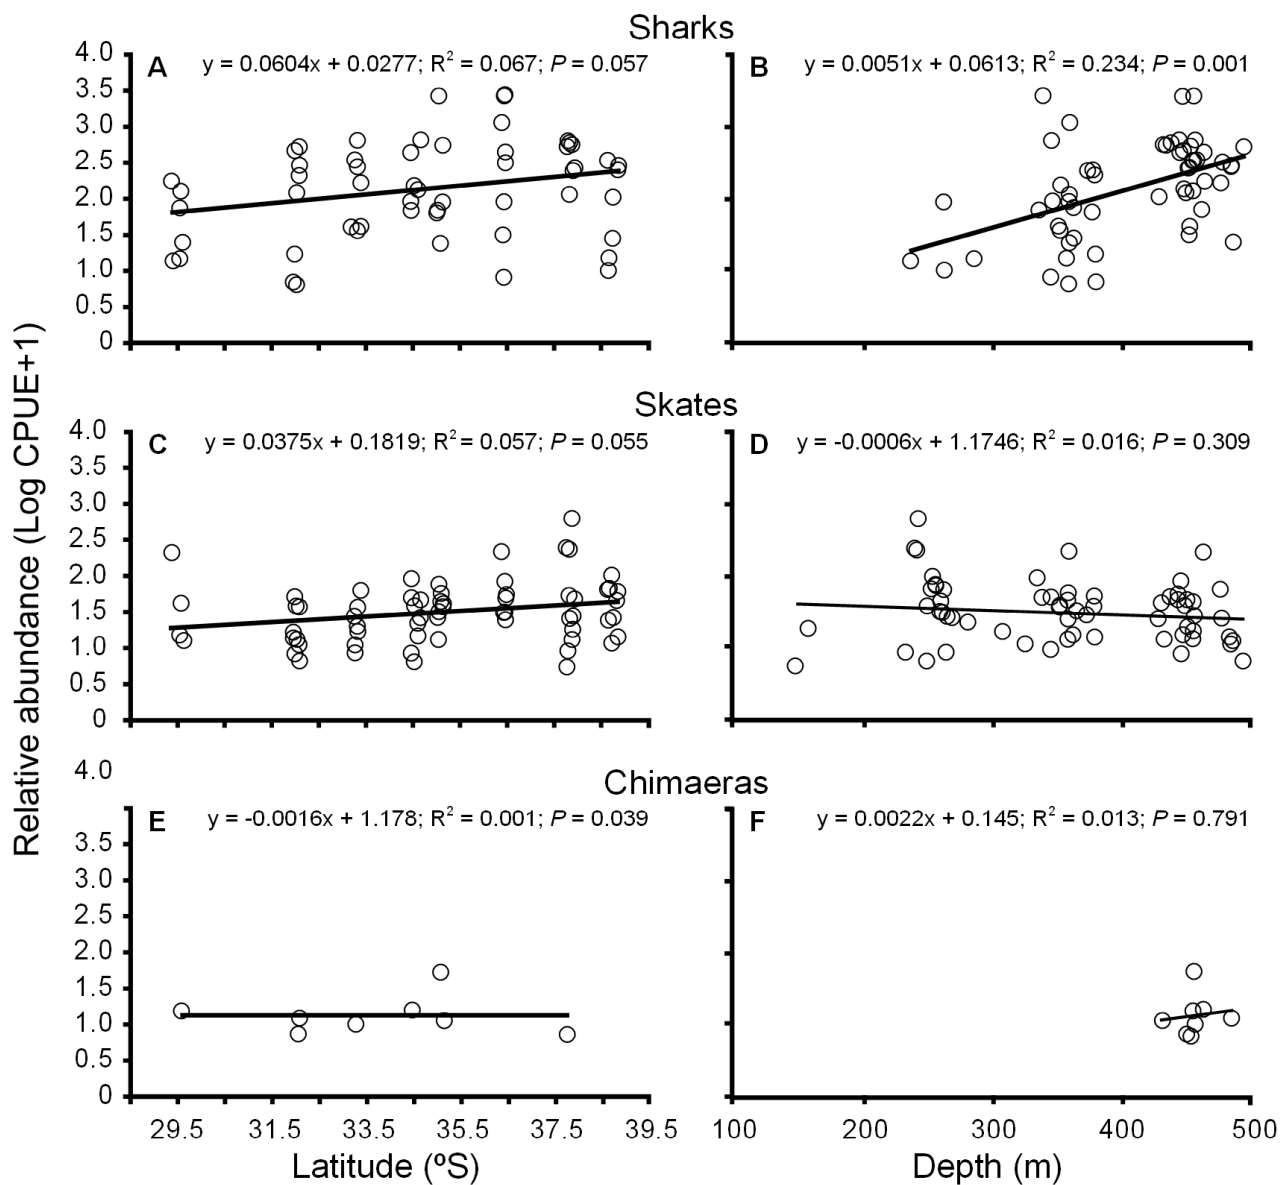 Sharks
A y = 0.0604x + 0.0277; R² = 0.067; P = 0.057
B y = 0.0051x + 0.0613; R² = 0.234; P = 0.001
4.0
3.5
3.0
2.5
2.0
1.5
1.0
0.5
0
Skates
C y = 0.0375x + 0.1819; R² = 0.057; P = 0.055
D y = -0.0006x + 1.1746; R² = 0.016; P = 0.309
4.0
3.5
3.0
2.5
2.0
1.5
1.0
0.5
0
Relative abundance (Log CPUE+1)
Chimaeras
E y = -0.0016x + 1.178; R² = 0.001; P = 0.039
F y = 0.0022x + 0.145; R² = 0.013; P = 0.791
4.0
3.5
3.0
2.5
2.0
1.5
1.0
0.5
0
29.5 31.5 33.5 35.5 37.5 39.5
100 200 300 400 500
Latitude (ºS)
Depth (m)